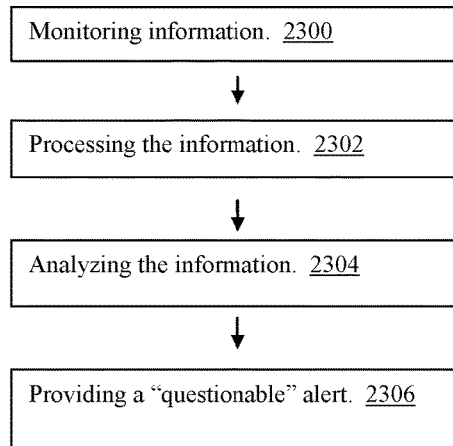 Monitoring information. 2300
Processing the information. 2302
Analyzing the information. 2304
Providing a “questionable” alert. 2306